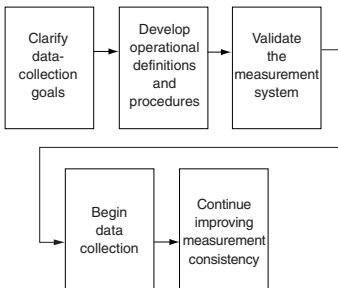 Clarify
data-
collection
goals
Develop
operational
definitions
and
procedures
Validate
the
measurement
system
Begin
data
collection
Continue
improving
measurement
consistency